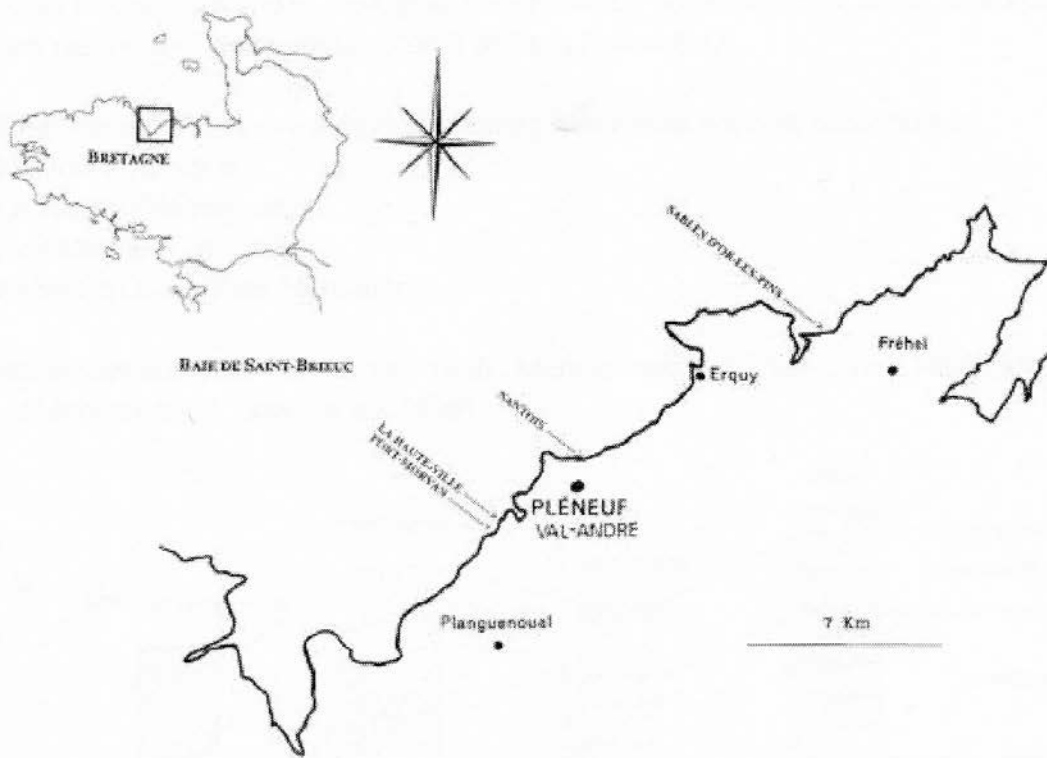 BRETAGNE
SABLES D'OR-LES-PINS
BAIE DE SAINT-BRIEUC
Fréhel
Erquy
NANTOIS
LA HAUTE-VILLE
PORT-MORVAN
PLÉNEUF
VAL-ANDRE
Planguenoual
7 Km